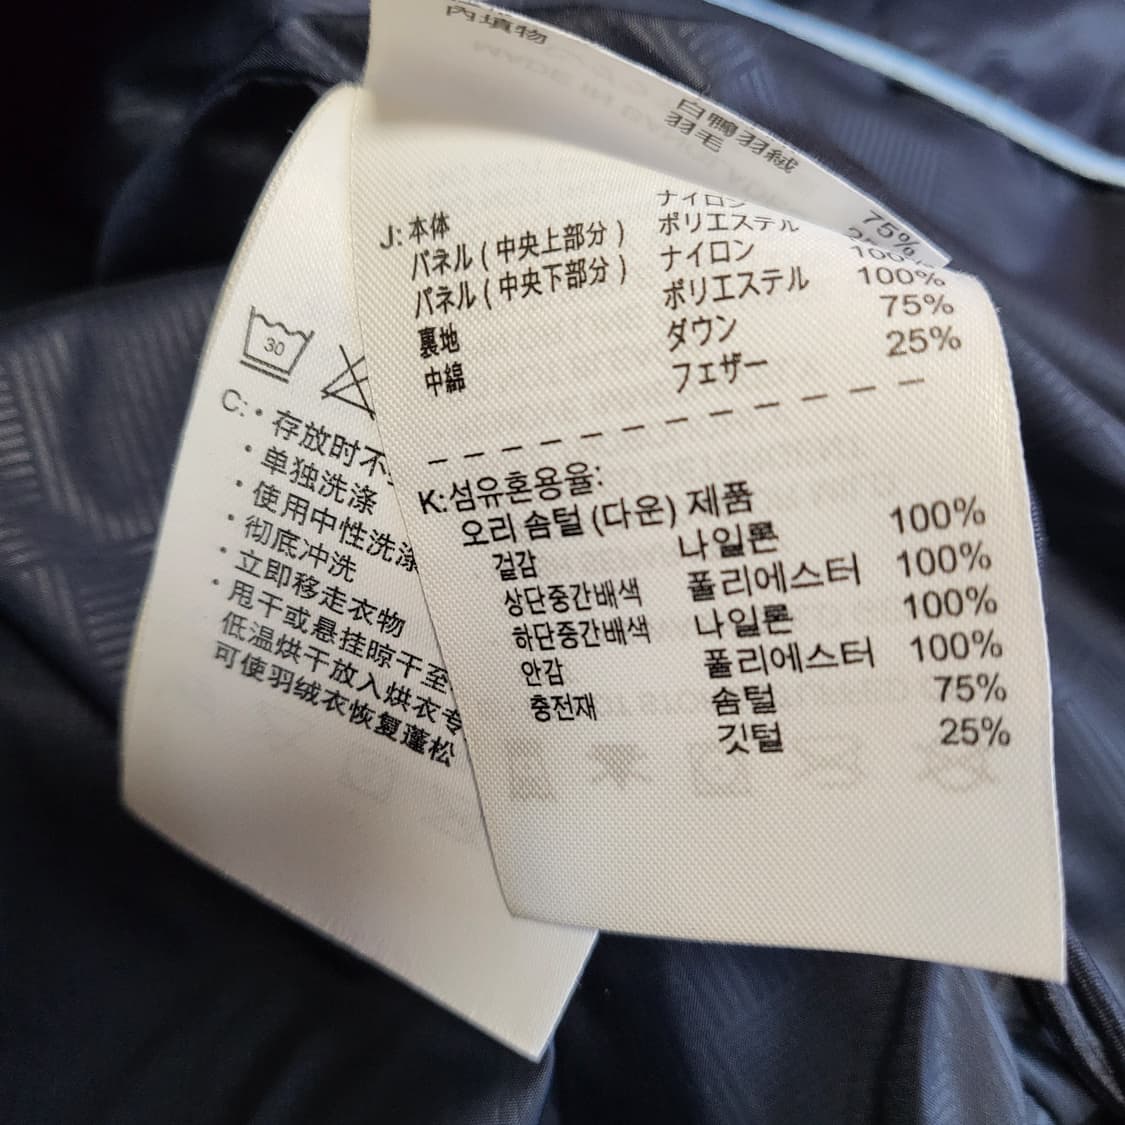 內填物
白鴨羽絨
羽毛
75%
J: 本体 ナイロン
パネル ( 中央上部分 ) ポリエステル 100%
パネル ( 中央下部分 ) ナイロン 100%
裏地 ポリエステル 100%
中綿 ダウン 75%
フェザー 25%
K: 섬유혼용율:
오리 솜털 (다운) 제품
겉감 나일론 100%
상단중간배색 폴리에스터 100%
하단중간배색 나일론 100%
안감 폴리에스터 100%
충전재 솜털 75%
깃털 25%
30
C: · 存放时不
· 单独洗涤
· 使用中性洗涤
· 彻底冲洗
· 立即移走衣物
· 甩干或悬挂晾干至
低温烘干放入烘衣专
可使羽绒衣恢复蓬松